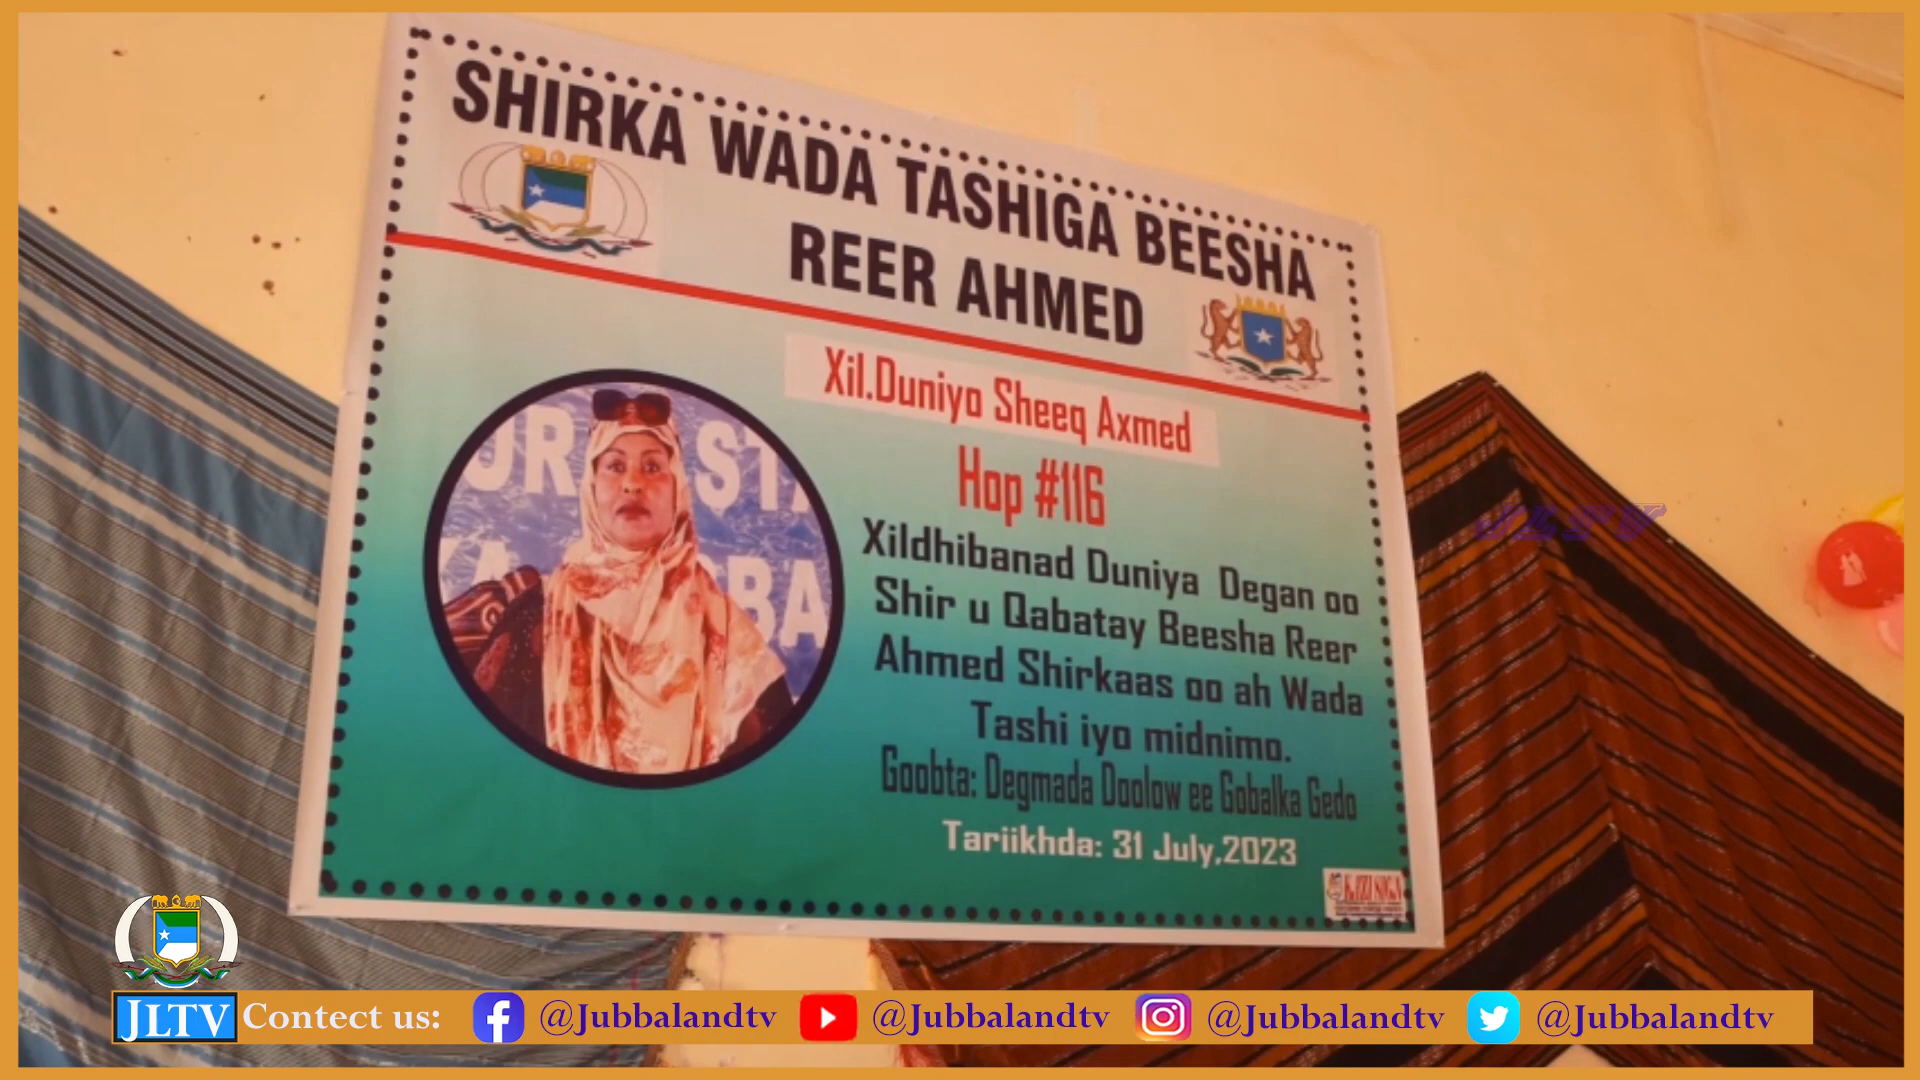 SHIRKA WADA TASHIGA BEESHA
REER AHMED
Xil.Duniyo Sheeq Axmed
Hop #116
Xildhibanad Duniya Degan oo
Shir u Qabatay Beesha Reer
Ahmed Shirkaas oo ah Wada
Tashi iyo midnimo.
Goobta: Degmada Doolow ee Gobalka Gedo
Tariikhda: 31 July,2023
JLTV
JLTV Contect us: @Jubbalandtv @Jubbalandtv @Jubbalandtv @Jubbalandtv